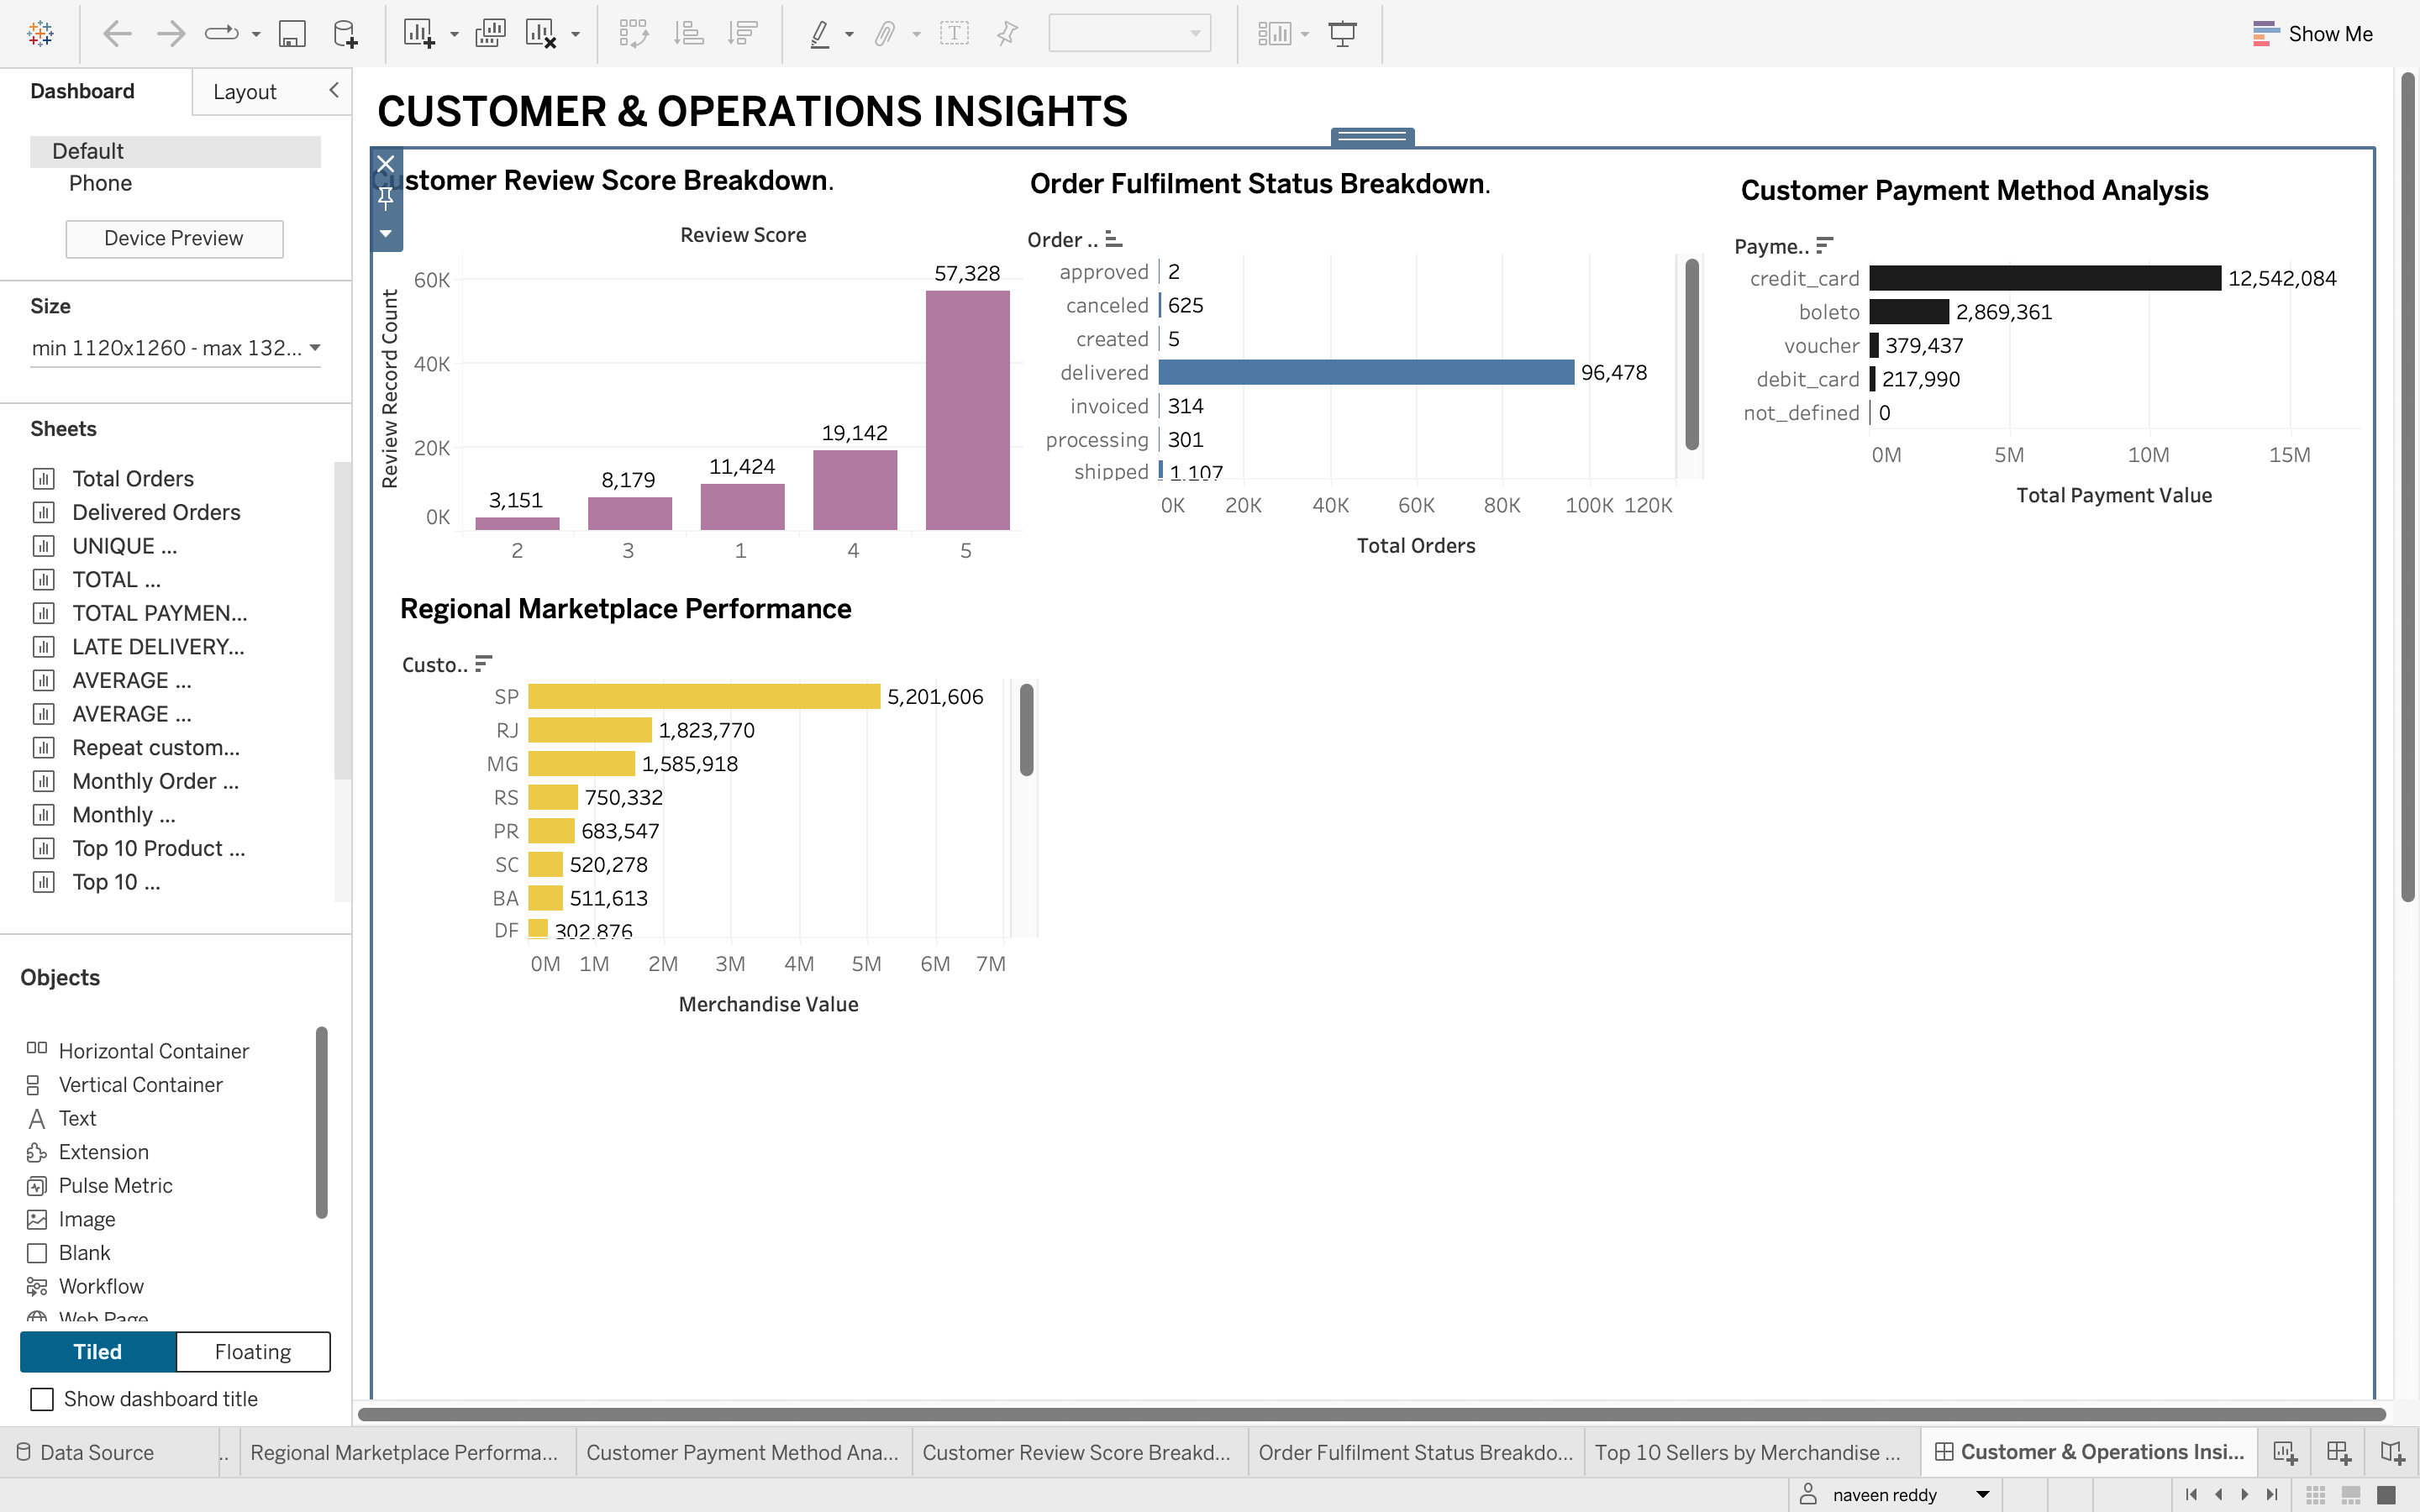 Show Me
Dashboard
Layout
Default
Phone
Device Preview
Size
min 1120x1260 - max 132...
Sheets
Total Orders
Delivered Orders
UNIQUE ...
TOTAL ...
TOTAL PAYMEN...
LATE DELIVERY...
AVERAGE ...
AVERAGE ...
Repeat custom...
Monthly Order ...
Monthly ...
Top 10 Product ...
Top 10 ...
Objects
Horizontal Container
Vertical Container
Text
Extension
Pulse Metric
Image
Blank
Workflow
Web Page
Tiled
Floating
Show dashboard title
CUSTOMER & OPERATIONS INSIGHTS
Customer Review Score Breakdown.
Review Score
Review Record Count
60K
40K
20K
0K
3,151
8,179
11,424
19,142
57,328
2
3
1
4
5
Order Fulfilment Status Breakdown.
Order ..
approved 2
canceled 625
created 5
delivered 96,478
invoiced 314
processing 301
shipped 1,107
0K 20K 40K 60K 80K 100K 120K
Total Orders
Customer Payment Method Analysis
Payme..
credit_card 12,542,084
boleto 2,869,361
voucher 379,437
debit_card 217,990
not_defined 0
0M 5M 10M 15M
Total Payment Value
Regional Marketplace Performance
Custo..
SP 5,201,606
RJ 1,823,770
MG 1,585,918
RS 750,332
PR 683,547
SC 520,278
BA 511,613
DF 302,876
0M 1M 2M 3M 4M 5M 6M 7M
Merchandise Value
Data Source
..
Regional Marketplace Performa...
Customer Payment Method Ana...
Customer Review Score Breakd...
Order Fulfilment Status Breakdo...
Top 10 Sellers by Merchandise ...
Customer & Operations Insi...
naveen reddy